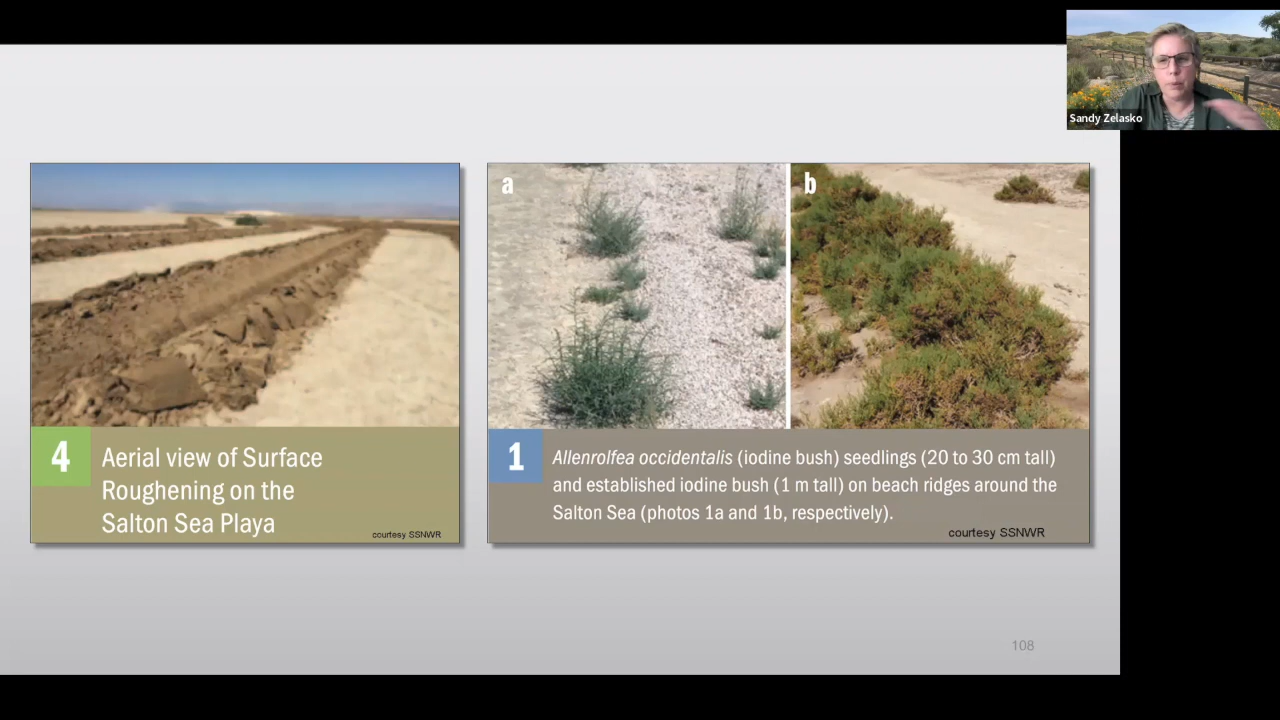 Sandy Zelasko
4
Aerial view of Surface
Roughening on the
Salton Sea Playa
courtesy SSNWR
a
b
1
Allenrolfea occidentalis (iodine bush) seedlings (20 to 30 cm tall)
and established iodine bush (1 m tall) on beach ridges around the
Salton Sea (photos 1a and 1b, respectively).
courtesy SSNWR
108